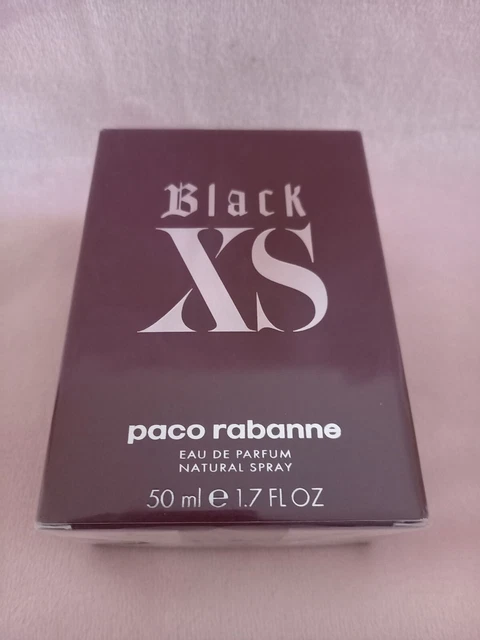 Black
XS
paco rabanne
EAU DE PARFUM
NATURAL SPRAY
50 ml ℮ 1.7 FL OZ